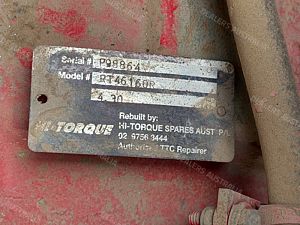 Serial # P98864
Model # RT46160R
4.30
HI-TORQUE
Rebuilt by:
HI-TORQUE SPARES AUST P/L
02 9756 3444
TTC Repairer